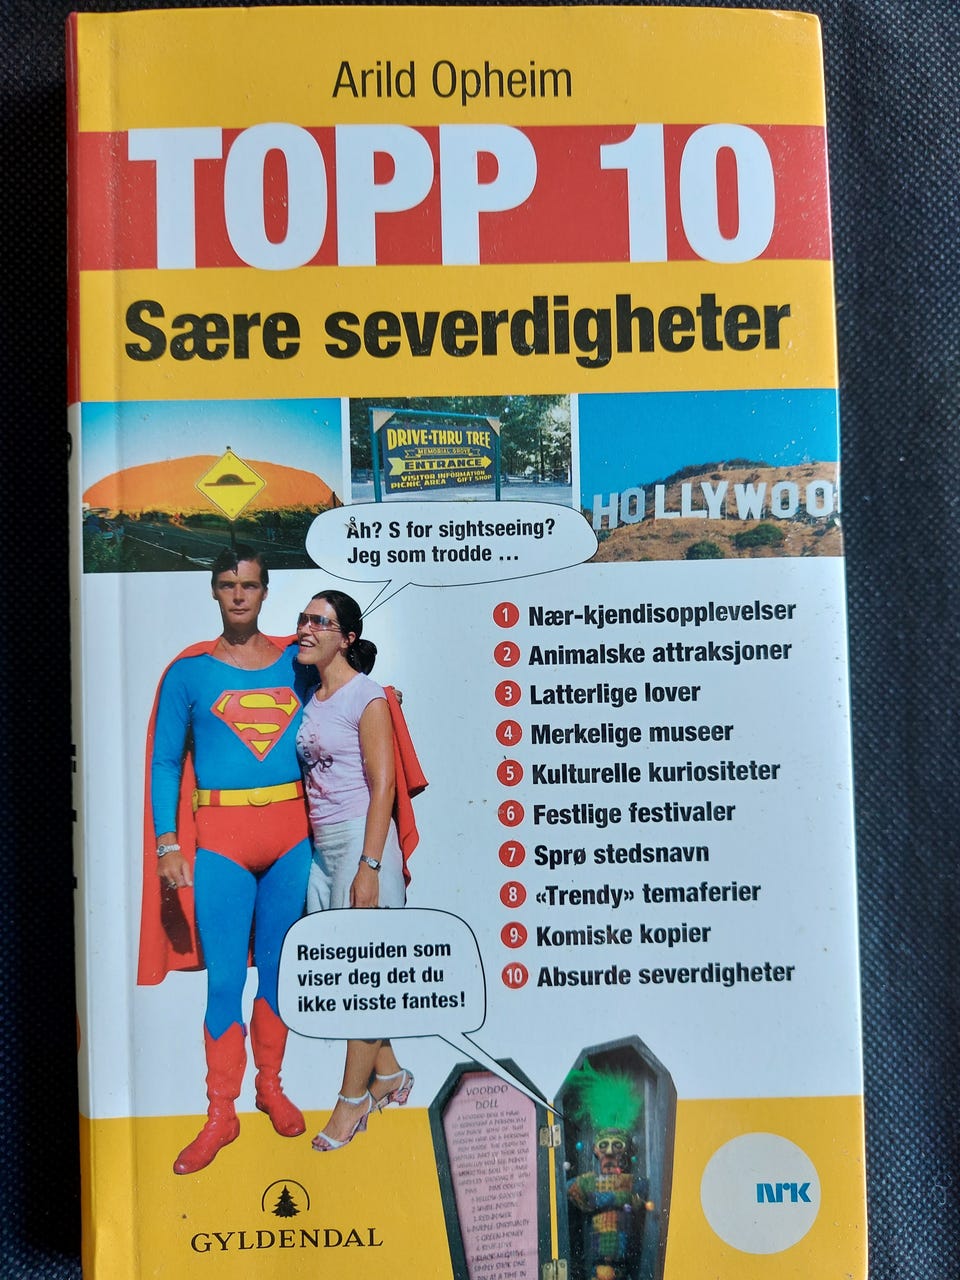 Arild Opheim
TOPP 10
Sære severdigheter
DRIVE-THRU TREE
MEMORIAL GROVE
ENTRANCE
VISITOR INFORMATION
PICNIC AREA GIFT SHOP
HOLLYWOO
Åh? S for sightseeing?
Jeg som trodde ...
S
1 Nær-kjendisopplevelser
2 Animalske attraksjoner
3 Latterlige lover
4 Merkelige museer
5 Kulturelle kuriositeter
6 Festlige festivaler
7 Sprø stedsnavn
8 «Trendy» temaferier
9 Komiske kopier
10 Absurde severdigheter
Reiseguiden som
viser deg det du
ikke visste fantes!
VOODOO
DOLL
GYLDENDAL
NRK